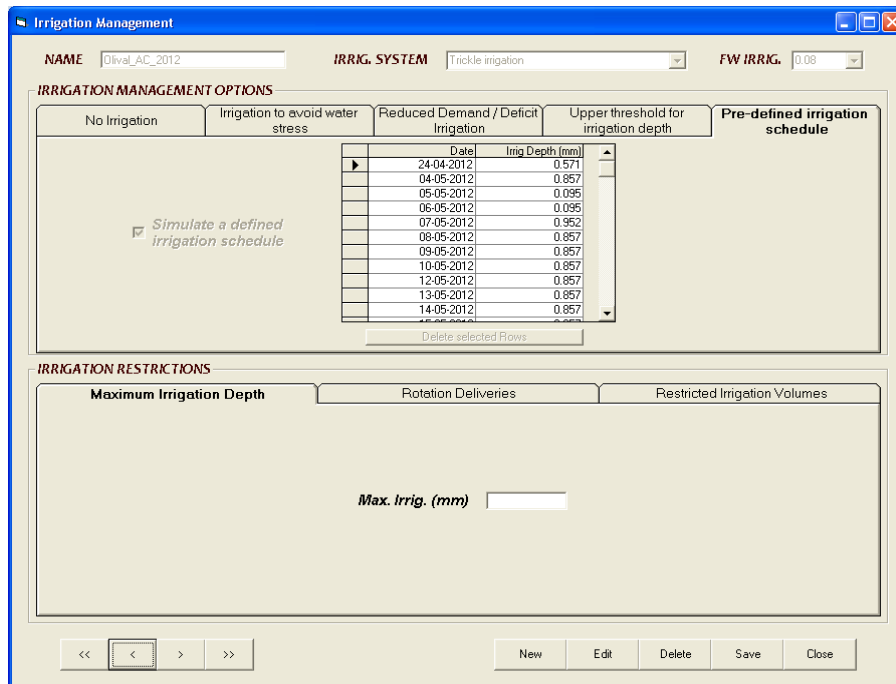 Irrigation Management
NAME Olival_AC_2012 IRRIG. SYSTEM Trickle irrigation FW IRRIG. 0.08
IRRIGATION MANAGEMENT OPTIONS
No Irrigation
Irrigation to avoid water
stress
Reduced Demand / Deficit
Irrigation
Upper threshold for
irrigation depth
Pre-defined irrigation
schedule
Simulate a defined
irrigation schedule
Date Irrig Depth (mm)
24-04-2012 0.571
04-05-2012 0.857
05-05-2012 0.095
06-05-2012 0.095
07-05-2012 0.952
08-05-2012 0.857
09-05-2012 0.857
10-05-2012 0.857
12-05-2012 0.857
13-05-2012 0.857
14-05-2012 0.857
Delete selected Rows
IRRIGATION RESTRICTIONS
Maximum Irrigation Depth Rotation Deliveries Restricted Irrigation Volumes
Max. Irrig. (mm)
<< < > >> New Edit Delete Save Close